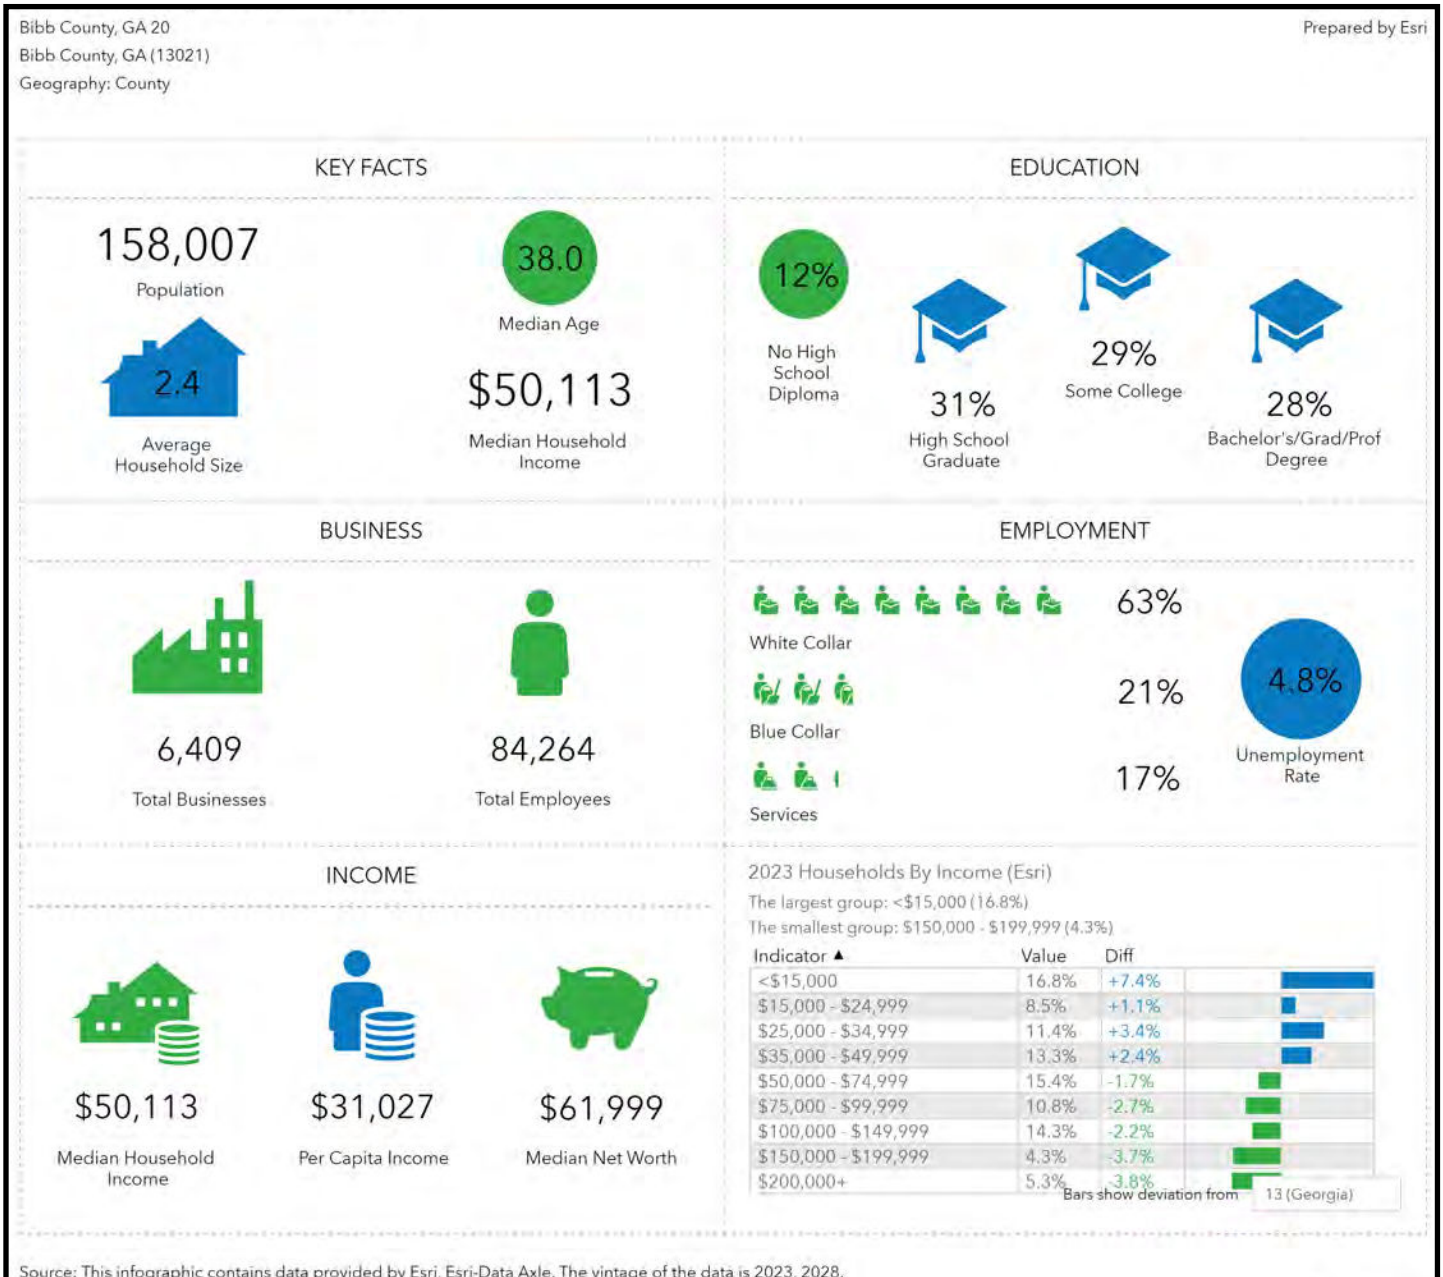 Bibb County, GA 20
Prepared by Esri
Bibb County, GA (13021)
Geography: County
KEY FACTS
158,007
Population
38.0
Median Age
2.4
Average
Household Size
$50,113
Median Household
Income
EDUCATION
12%
No High
School
Diploma
31%
High School
Graduate
29%
Some College
28%
Bachelor's/Grad/Prof
Degree
BUSINESS
6,409
Total Businesses
84,264
Total Employees
EMPLOYMENT
63%
White Collar
21%
Blue Collar
17%
Services
4.8%
Unemployment
Rate
INCOME
$50,113
Median Household
Income
$31,027
Per Capita Income
$61,999
Median Net Worth
2023 Households By Income (Esri)
The largest group: <$15,000 (16.8%)
The smallest group: $150,000 - $199,999 (4.3%)
Indicator ▲ Value Diff
<$15,000 16.8% +7.4%
$15,000 - $24,999 8.5% +1.1%
$25,000 - $34,999 11.4% +3.4%
$35,000 - $49,999 13.3% +2.4%
$50,000 - $74,999 15.4% -1.7%
$75,000 - $99,999 10.8% -2.7%
$100,000 - $149,999 14.3% -2.2%
$150,000 - $199,999 4.3% -3.7%
$200,000+ 5.3% -3.8%
Bars show deviation from 13 (Georgia)
Source: This infographic contains data provided by Esri, Esri-Data Axle. The vintage of the data is 2023, 2028.